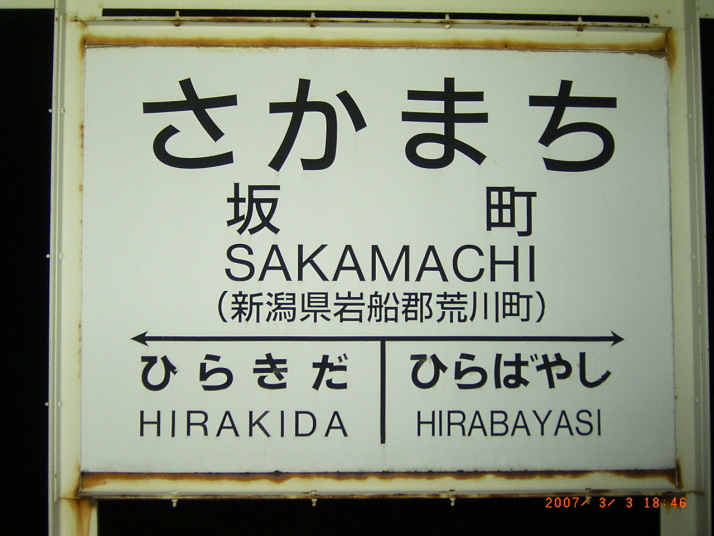 さかまち
坂町
SAKAMACHI
(新潟県岩船郡荒川町)
ひらきだ
ひらばやし
HIRAKIDA
HIRABAYASI
2007/ 3/ 3 18:46